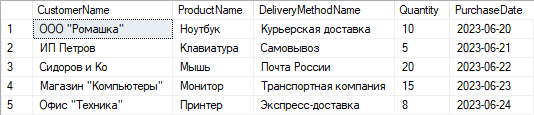 CustomerName ProductName DeliveryMethodName Quantity PurchaseDate
1 ООО "Ромашка" Ноутбук Курьерская доставка 10 2023-06-20
2 ИП Петров Клавиатура Самовывоз 5 2023-06-21
3 Сидоров и Ко Мышь Почта России 20 2023-06-22
4 Магазин "Компьютеры" Монитор Транспортная компания 15 2023-06-23
5 Офис "Техника" Принтер Экспресс-доставка 8 2023-06-24